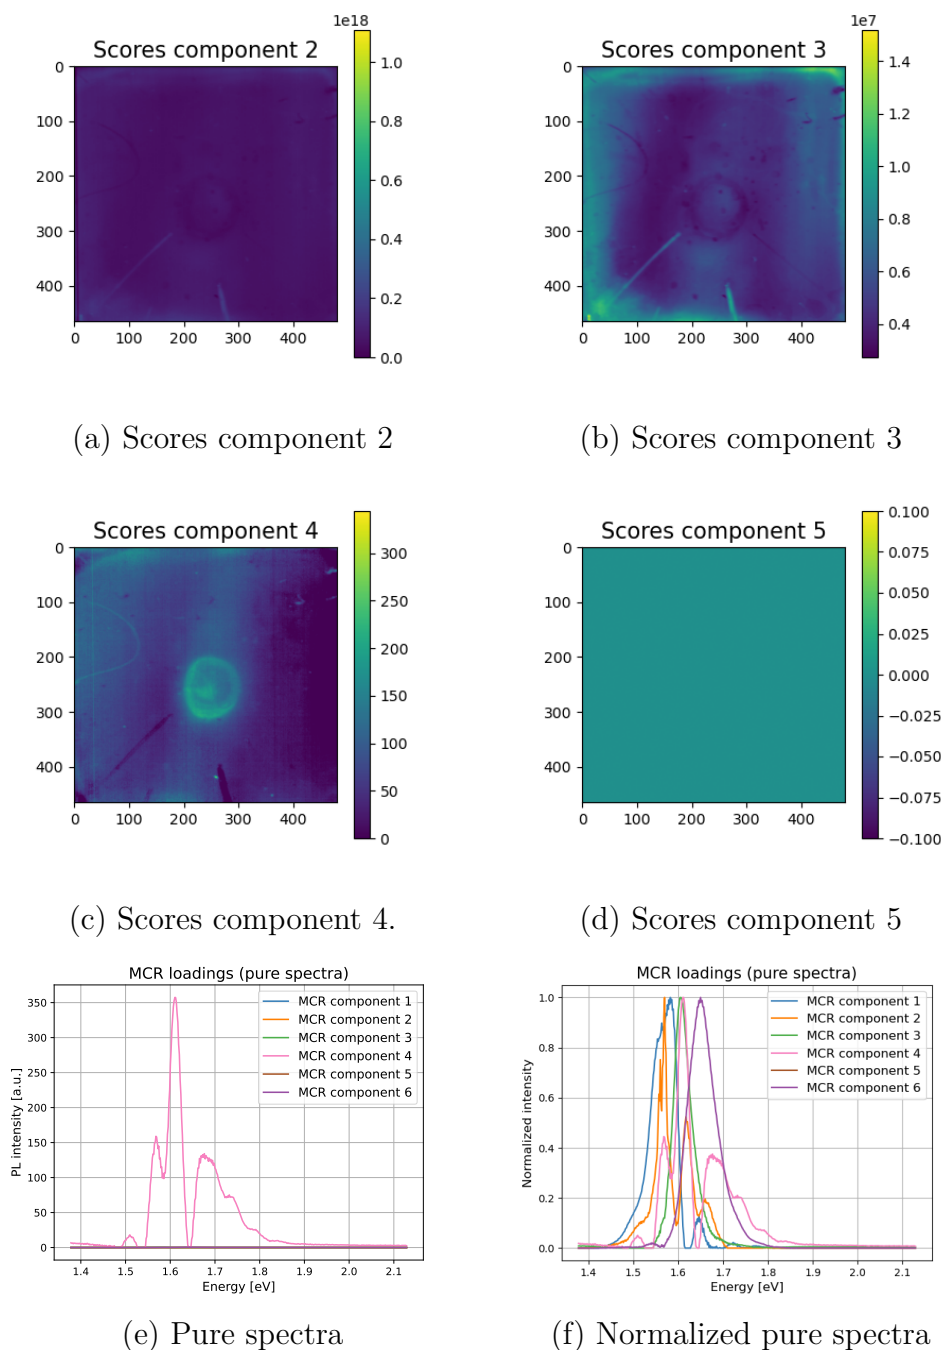 1e18
Scores component 2
0
100
200
300
400
0 100 200 300 400
1.0
0.8
0.6
0.4
0.2
0.0
(a) Scores component 2
1e7
Scores component 3
0
100
200
300
400
0 100 200 300 400
1.4
1.2
1.0
0.8
0.6
0.4
(b) Scores component 3
Scores component 4
0
100
200
300
400
0 200 400
300
250
200
150
100
50
0
(c) Scores component 4.
Scores component 5
0
100
200
300
400
0 100 200 300 400
0.100
0.075
0.050
0.025
0.000
−0.025
−0.050
−0.075
−0.100
(d) Scores component 5
MCR loadings (pure spectra)
PL intensity [a.u.]
350
300
250
200
150
100
50
0
MCR component 1
MCR component 2
MCR component 3
MCR component 4
MCR component 5
MCR component 6
1.4 1.5 1.6 1.7 1.8 1.9 2.0 2.1
Energy [eV]
(e) Pure spectra
MCR loadings (pure spectra)
Normalized intensity
1.0
0.8
0.6
0.4
0.2
0.0
MCR component 1
MCR component 2
MCR component 3
MCR component 4
MCR component 5
MCR component 6
1.4 1.5 1.6 1.7 1.8 1.9 2.0 2.1
Energy [eV]
(f) Normalized pure spectra